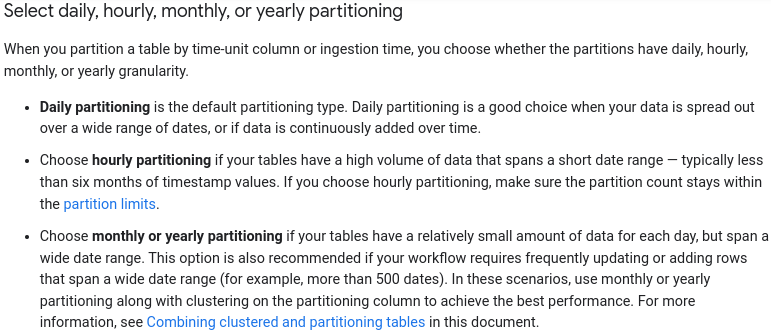 Select daily, hourly, monthly, or yearly partitioning
When you partition a table by time-unit column or ingestion time, you choose whether the partitions have daily, hourly,
monthly, or yearly granularity.
• Daily partitioning is the default partitioning type. Daily partitioning is a good choice when your data is spread out
over a wide range of dates, or if data is continuously added over time.
• Choose hourly partitioning if your tables have a high volume of data that spans a short date range — typically less
than six months of timestamp values. If you choose hourly partitioning, make sure the partition count stays within
the partition limits.
• Choose monthly or yearly partitioning if your tables have a relatively small amount of data for each day, but span a
wide date range. This option is also recommended if your workflow requires frequently updating or adding rows
that span a wide date range (for example, more than 500 dates). In these scenarios, use monthly or yearly
partitioning along with clustering on the partitioning column to achieve the best performance. For more
information, see Combining clustered and partitioning tables in this document.